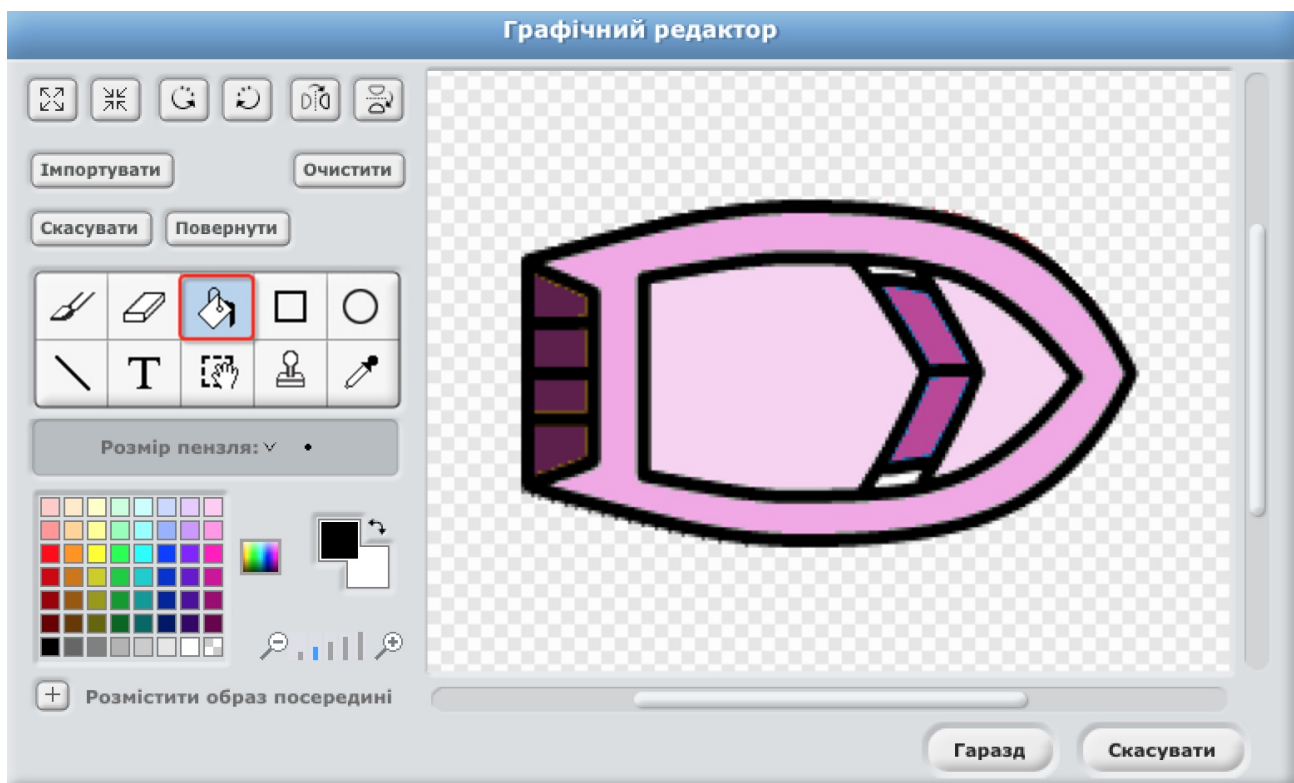 Графічний редактор
Імпортувати
Очистити
Скасувати
Повернути
T
Розмір пензля:
Розмістити образ посередині
Гаразд
Скасувати